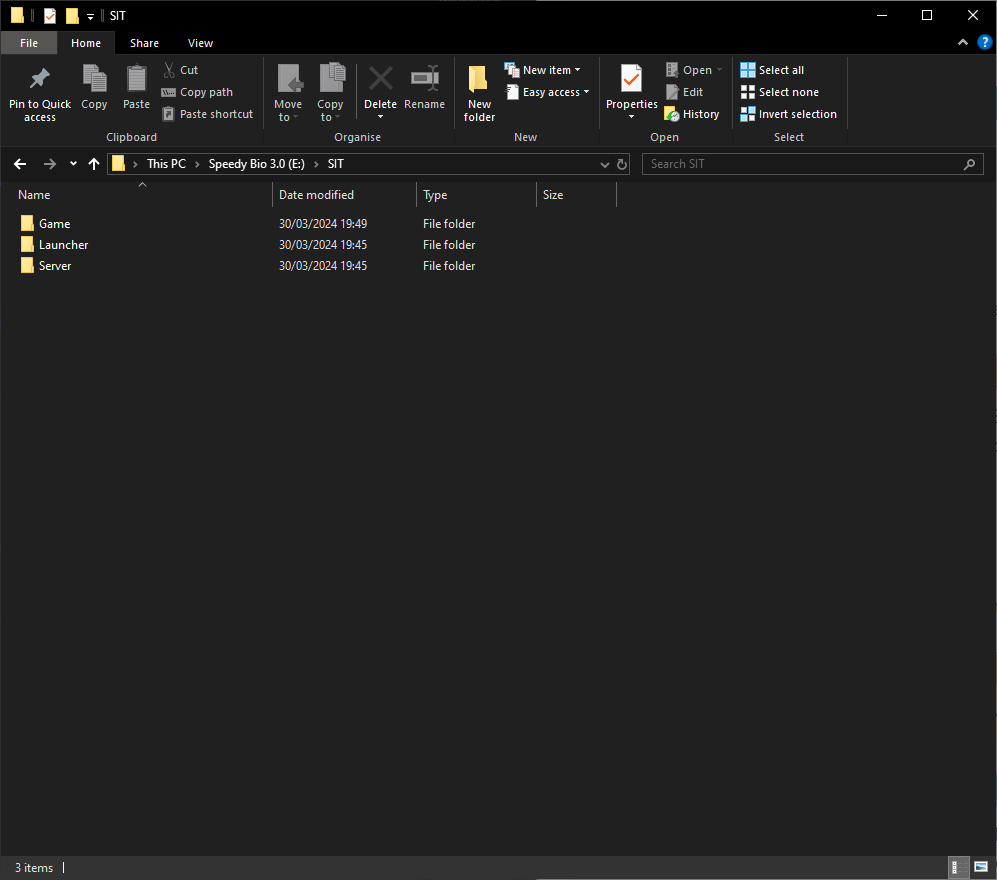 SIT
File Home Share View
Pin to Quick access
Copy
Paste
Cut
Copy path
Paste shortcut
Clipboard
Move to
Copy to
Delete
Rename
Organise
New folder
New item
Easy access
New
Properties
Open
Edit
History
Open
Select all
Select none
Invert selection
Select
This PC > Speedy Bio 3.0 (E:) > SIT
Search SIT
Name Date modified Type Size
Game 30/03/2024 19:49 File folder
Launcher 30/03/2024 19:45 File folder
Server 30/03/2024 19:45 File folder
3 items